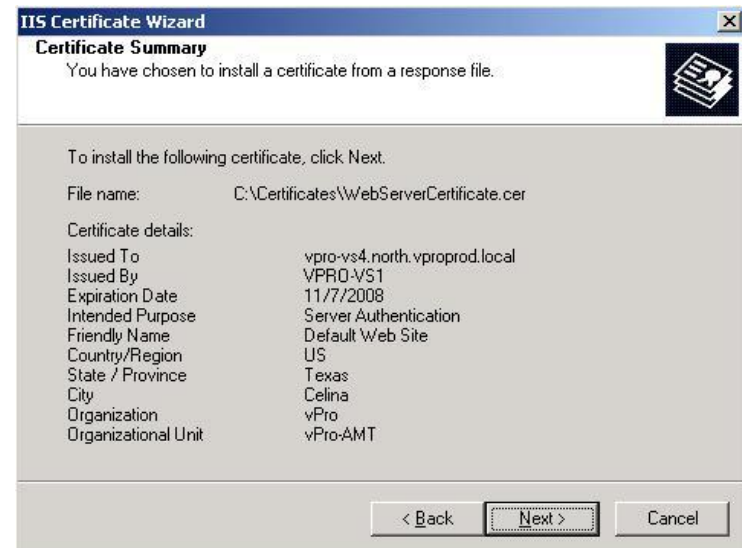 IIS Certificate Wizard
Certificate Summary
You have chosen to install a certificate from a response file.
To install the following certificate, click Next.
File name: C:\Certificates\WebServerCertificate.cer
Certificate details:
Issued To vpro-vs4.north.vproprod.local
Issued By VPRO-VS1
Expiration Date 11/7/2008
Intended Purpose Server Authentication
Friendly Name Default Web Site
Country/Region US
State / Province Texas
City Celina
Organization vPro
Organizational Unit vPro-AMT
< Back Next > Cancel